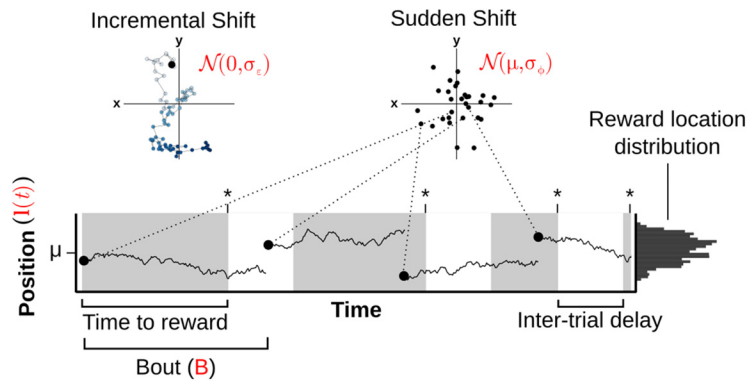 Incremental Shift
Sudden Shift
y
𝒩(0,σε)
x
y
𝒩(μ,σϕ)
x
Reward location
distribution
* * * *
Position (l(t))
μ
Time to reward
Time
Inter-trial delay
Bout (B)